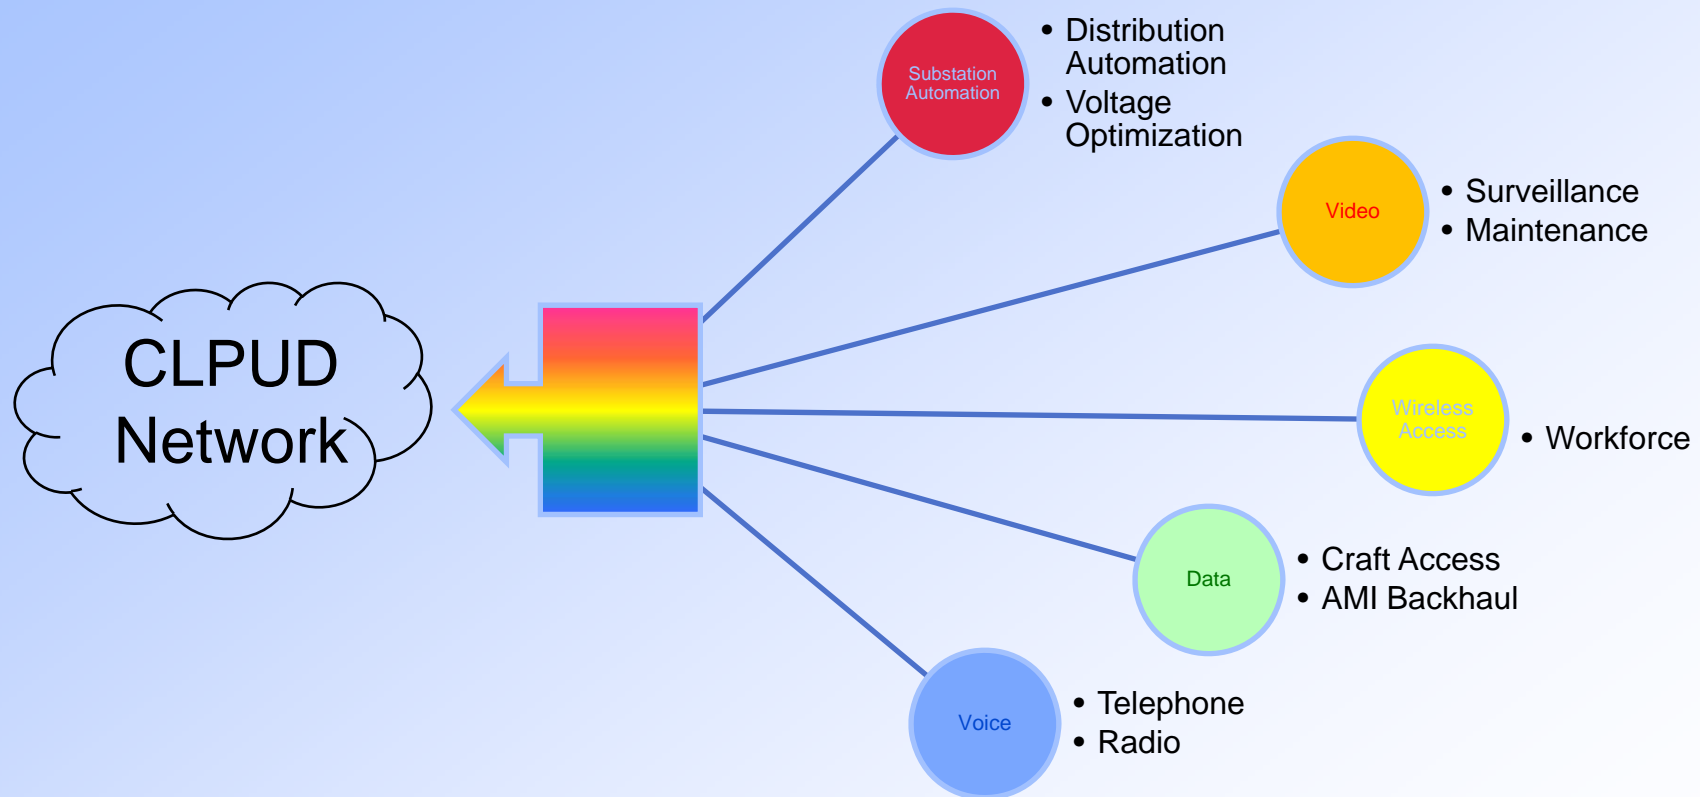 CLPUD
Network
Substation
Automation
• Distribution
Automation
• Voltage
Optimization
Video
• Surveillance
• Maintenance
Wireless
Access
• Workforce
Data
• Craft Access
• AMI Backhaul
Voice
• Telephone
• Radio